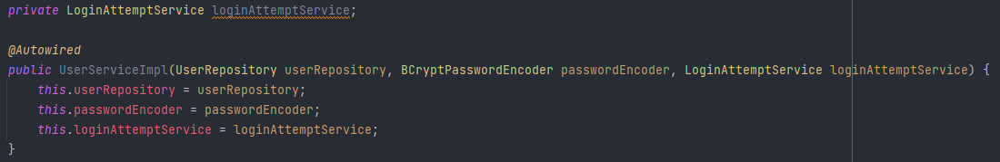 private LoginAttemptService loginAttemptService;
@Autowired
public UserServiceImpl(UserRepository userRepository, BCryptPasswordEncoder passwordEncoder, LoginAttemptService loginAttemptService) {
    this.userRepository = userRepository;
    this.passwordEncoder = passwordEncoder;
    this.loginAttemptService = loginAttemptService;
}